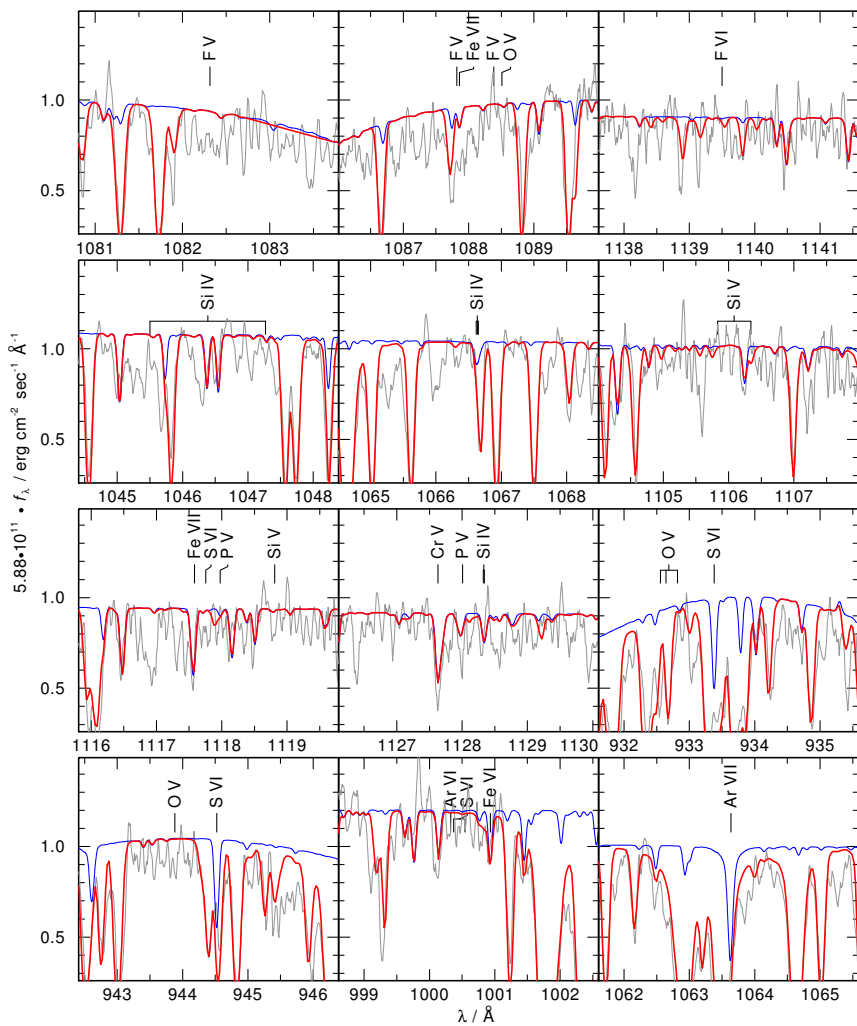 F V
F V
Fe VII
F V
O V
F VI
1.0
0.5
1081 1082 1083
1087 1088 1089
1138 1139 1140 1141
Si IV
Si IV
Si V
1.0
0.5
1045 1046 1047 1048
1065 1066 1067 1068
1105 1106 1107
Fe VII
S VI
P V
Si V
Cr V
P V
Si IV
O V
S VI
1.0
0.5
1116 1117 1118 1119
1127 1128 1129 1130
932 933 934 935
O V
S VI
Ar VI
S VI
Fe VI
Ar VII
1.0
0.5
943 944 945 946
999 1000 1001 1002
1062 1063 1064 1065
5.88•10¹¹ • fλ / erg cm⁻² sec⁻¹ Å⁻¹
λ / Å